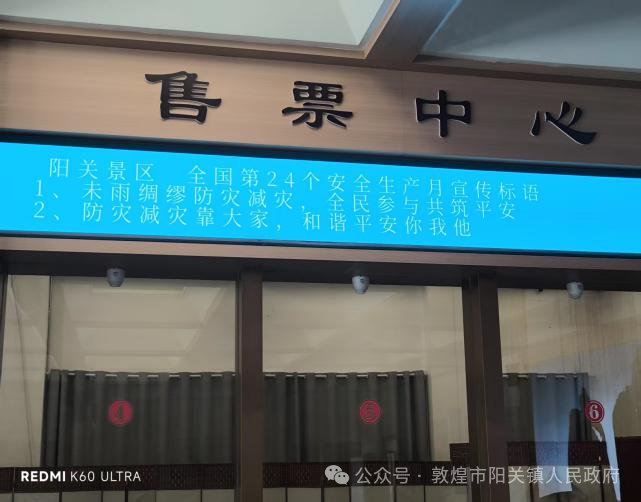 售票中心
阳关景区 全国第24个安全生产月宣传标语
1、未雨绸缪防灾减灾，全民参与共筑平安
2、防灾减灾靠大家，和谐平安你我他
4 5 6
REDMI K60 ULTRA
公众号 · 敦煌市阳关镇人民政府